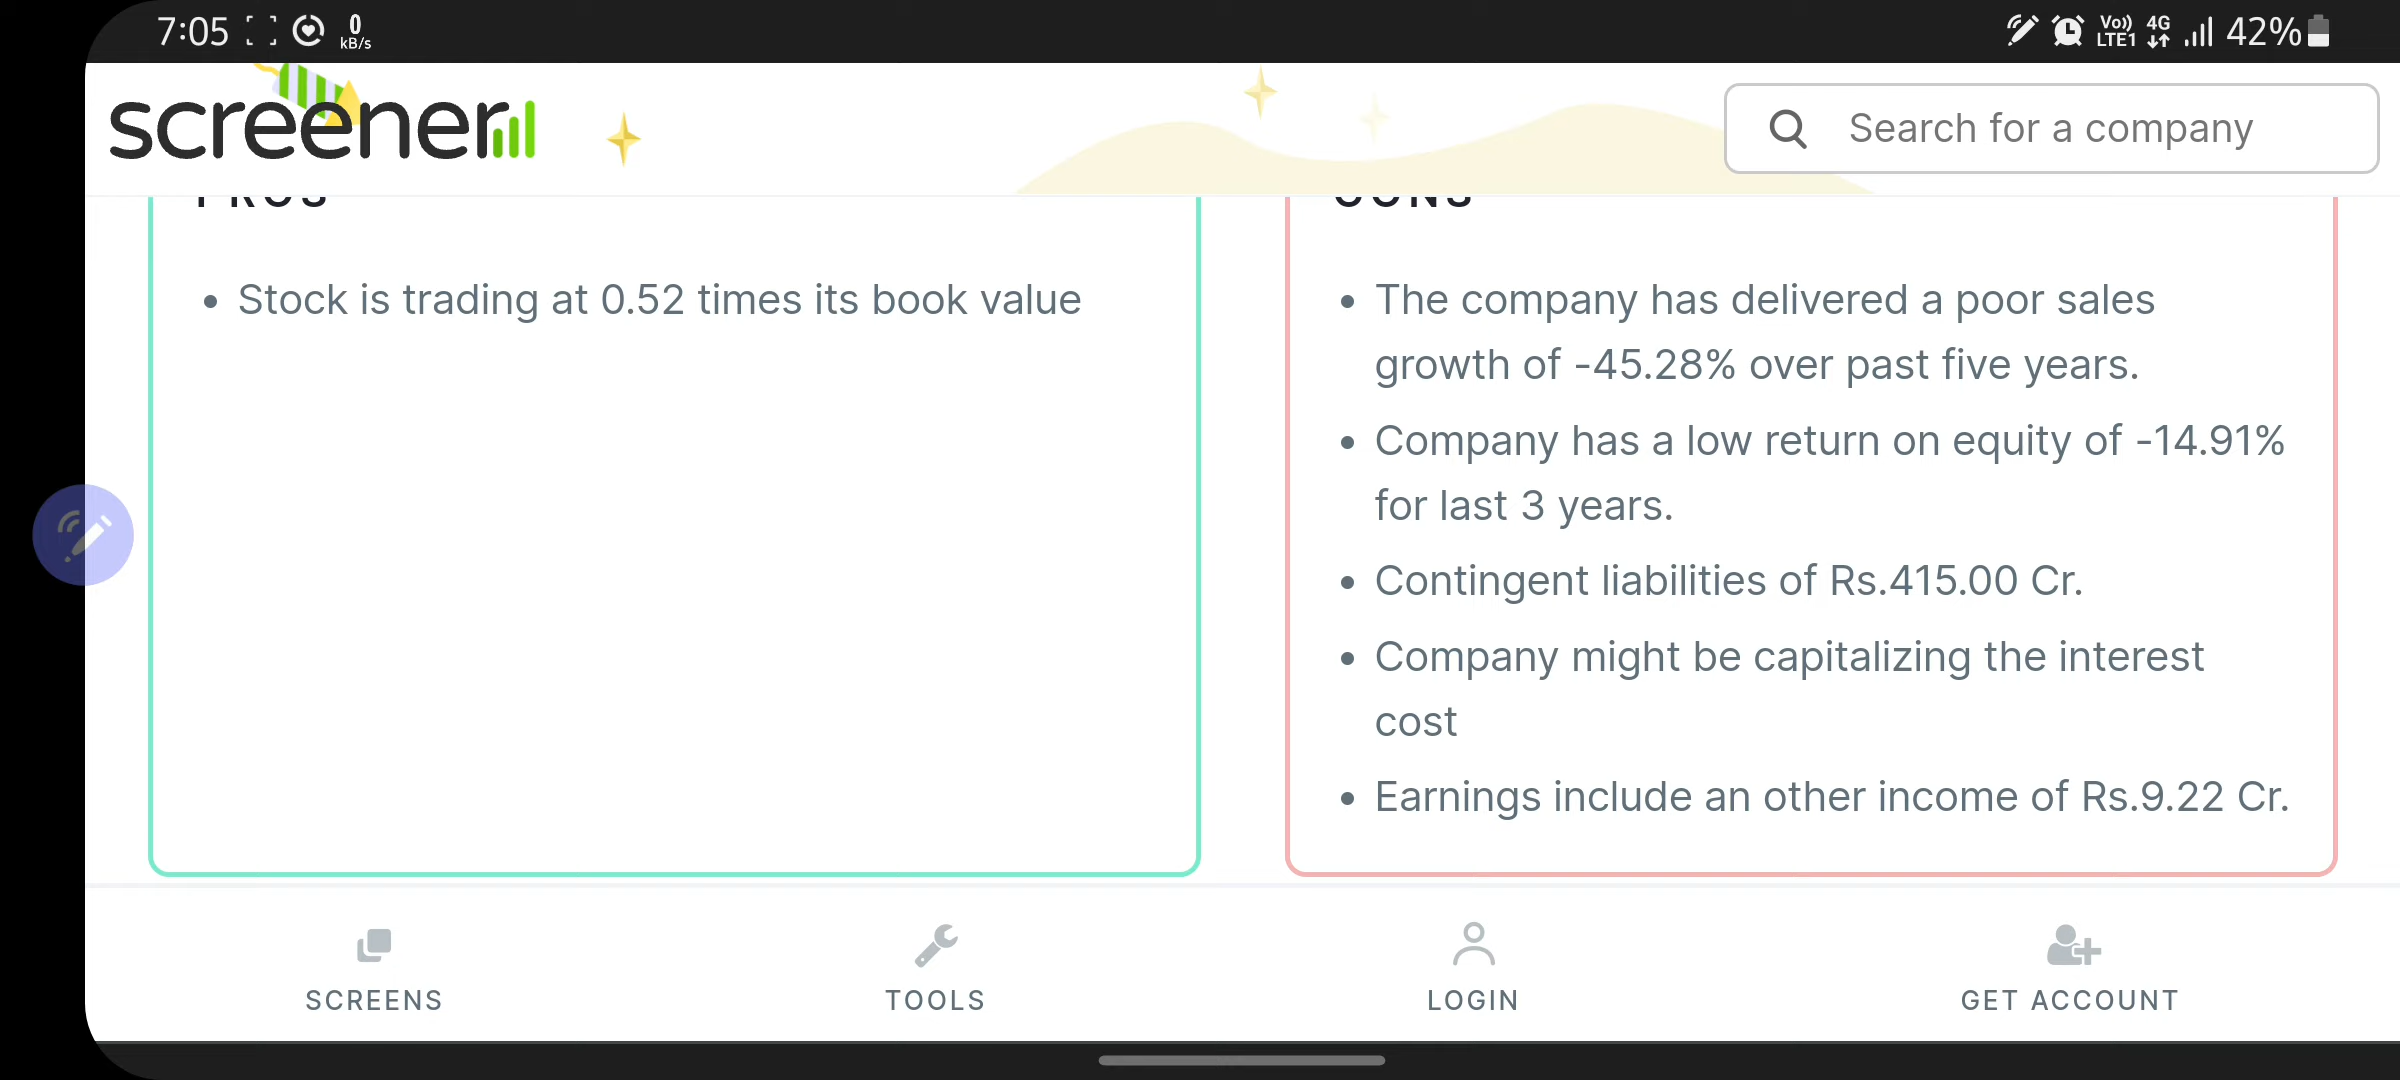 7:05 0 kB/s Vo)) LTE1 4G 42%
screener
Search for a company
PROS
Stock is trading at 0.52 times its book value
CONS
The company has delivered a poor sales
growth of -45.28% over past five years.
Company has a low return on equity of -14.91%
for last 3 years.
Contingent liabilities of Rs.415.00 Cr.
Company might be capitalizing the interest
cost
Earnings include an other income of Rs.9.22 Cr.
SCREENS
TOOLS
LOGIN
GET ACCOUNT